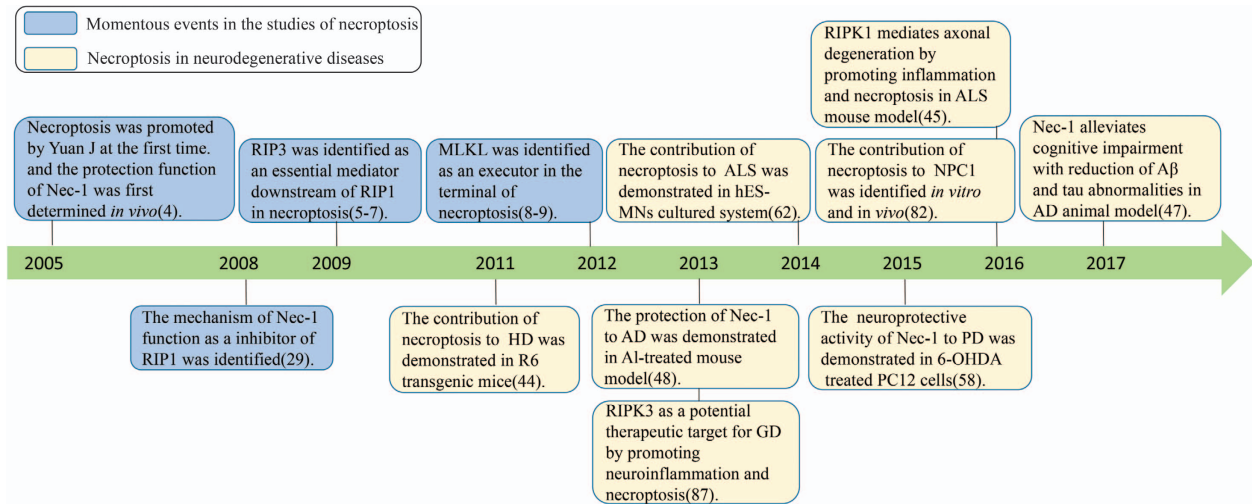 Momentous events in the studies of necroptosis
Necroptosis in neurodegenerative diseases
Necroptosis was promoted
by Yuan J at the first time.
and the protection function
of Nec-1 was first
determined in vivo(4).
RIP3 was identified as
an essential mediator
downstream of RIP1
in necroptosis(5-7).
MLKL was identified
as an executor in the
terminal of
necroptosis(8-9).
The contribution of
necroptosis to ALS was
demonstrated in hES-
MNs cultured system(62).
RIPK1 mediates axonal
degeneration by
promoting inflammation
and necroptosis in ALS
mouse model(45).
The contribution of
necroptosis to NPC1
was identified in vitro
and in vivo(82).
Nec-1 alleviates
cognitive impairment
with reduction of Aβ
and tau abnormalities in
AD animal model(47).
2005 2008 2009 2011 2012 2013 2014 2015 2016 2017
The mechanism of Nec-1
function as a inhibitor of
RIP1 was identified(29).
The contribution of
necroptosis to HD was
demonstrated in R6
transgenic mice(44).
The protection of Nec-1
to AD was demonstrated
in Al-treated mouse
model(48).
RIPK3 as a potential
therapeutic target for GD
by promoting
neuroinflammation and
necroptosis(87).
The neuroprotective
activity of Nec-1 to PD was
demonstrated in 6-OHDA
treated PC12 cells(58).